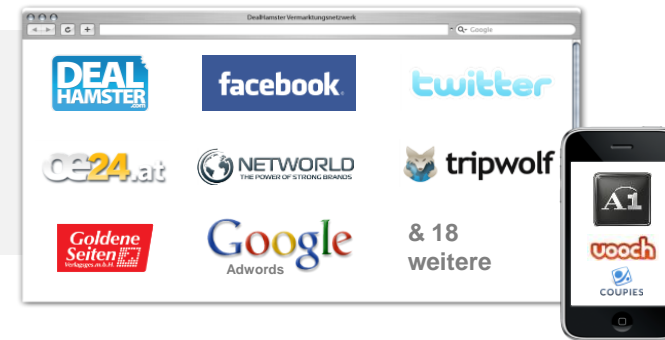 DealHamster Vermarktungsnetzwerk
Google
DEAL
HAMSTER
.com
facebook
twitter
oe24.at
NETWORLD
THE POWER OF STRONG BRANDS
tripwolf
Goldene
Seiten
Verlagsges.m.b.H.
Google
Adwords
& 18
weitere
A1
vooch
COUPIES